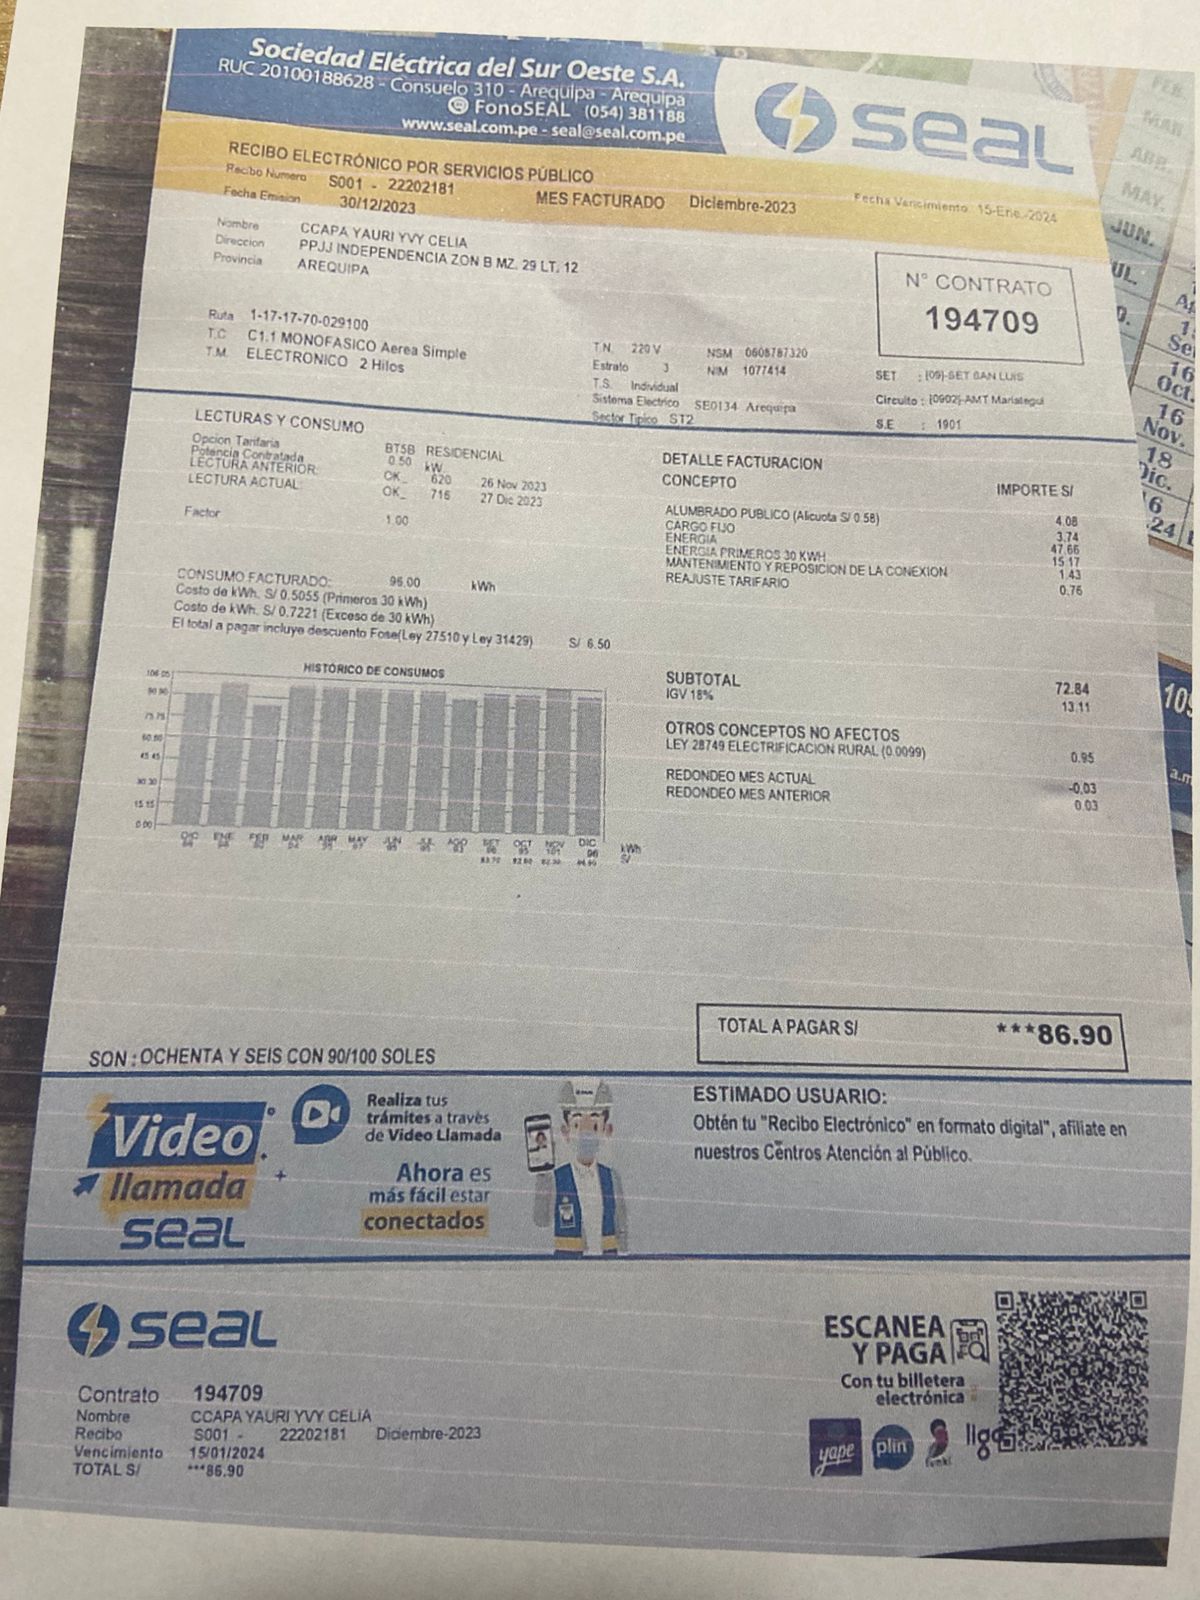 Sociedad Eléctrica del Sur Oeste S.A.
RUC 20100188628 - Consuelo 310 - Arequipa - Arequipa
FonoSEAL (054) 381188
www.seal.com.pe - seal@seal.com.pe
seal
RECIBO ELECTRÓNICO POR SERVICIOS PÚBLICO
Recibo Numero S001 - 22202181 MES FACTURADO Diciembre-2023 Fecha Vencimiento 15-Ene.-2024
Fecha Emision 30/12/2023
Nombre CCAPA YAURI YVY CELIA
Direccion PPJJ INDEPENDENCIA ZON B MZ. 29 LT. 12
Provincia AREQUIPA
N° CONTRATO
194709
Ruta 1-17-17-70-029100
T.C C1.1 MONOFASICO Aerea Simple
T.M. ELECTRONICO 2 Hilos
T.N. 220 V NSM 0608787320
Estrato 3 NIM 1077414
T.S. Individual
Sistema Electrico SE0134 Arequipa
Sector Tipico ST2
SET : [09]-SET SAN LUIS
Circuito : [0902]-AMT Mariategui
S.E : 1901
LECTURAS Y CONSUMO
Opcion Tarifaria BT5B RESIDENCIAL
Potencia Contratada 0.50 kW
LECTURA ANTERIOR: OK_ 620 26 Nov 2023
LECTURA ACTUAL: OK_ 716 27 Dic 2023
Factor 1.00
CONSUMO FACTURADO: 96.00 kWh
Costo de kWh. S/ 0.5055 (Primeros 30 kWh)
Costo de kWh. S/ 0.7221 (Exceso de 30 kWh)
El total a pagar incluye descuento Fose(Ley 27510 y Ley 31429) S/ 6.50
DETALLE FACTURACION
CONCEPTO IMPORTE S/
ALUMBRADO PUBLICO (Alicuota S/ 0.58) 4.08
CARGO FIJO 3.74
ENERGIA 47.66
ENERGIA PRIMEROS 30 KWH 15.17
MANTENIMIENTO Y REPOSICION DE LA CONEXION 1.43
REAJUSTE TARIFARIO 0.76
SUBTOTAL 72.84
IGV 18% 13.11
OTROS CONCEPTOS NO AFECTOS
LEY 28749 ELECTRIFICACION RURAL (0.0099) 0.95
REDONDEO MES ACTUAL -0.03
REDONDEO MES ANTERIOR 0.03
HISTÓRICO DE CONSUMOS
106.05
90.90
75.75
60.60
45.45
30.30
15.15
0.00
DIC ENE FEB MAR ABR MAY JUN JUL AGO SET OCT NOV DIC
95 101 96 kWh
86.90 S/
TOTAL A PAGAR S/ ***86.90
SON : OCHENTA Y SEIS CON 90/100 SOLES
Video
llamada
seal
Realiza tus
trámites a través
de Video Llamada
Ahora es
más fácil estar
conectados
ESTIMADO USUARIO:
Obtén tu "Recibo Electrónico" en formato digital", afiliate en
nuestros Centros Atención al Público.
seal
Contrato 194709
Nombre CCAPA YAURI YVY CELIA
Recibo S001 - 22202181 Diciembre-2023
Vencimiento 15/01/2024
TOTAL S/ ***86.90
ESCANEA
Y PAGA
Con tu billetera
electrónica
yape plin
FEB.
MAR
ABR.
MAY.
JUN.
16
Oct.
16
Nov.
18
Dic.